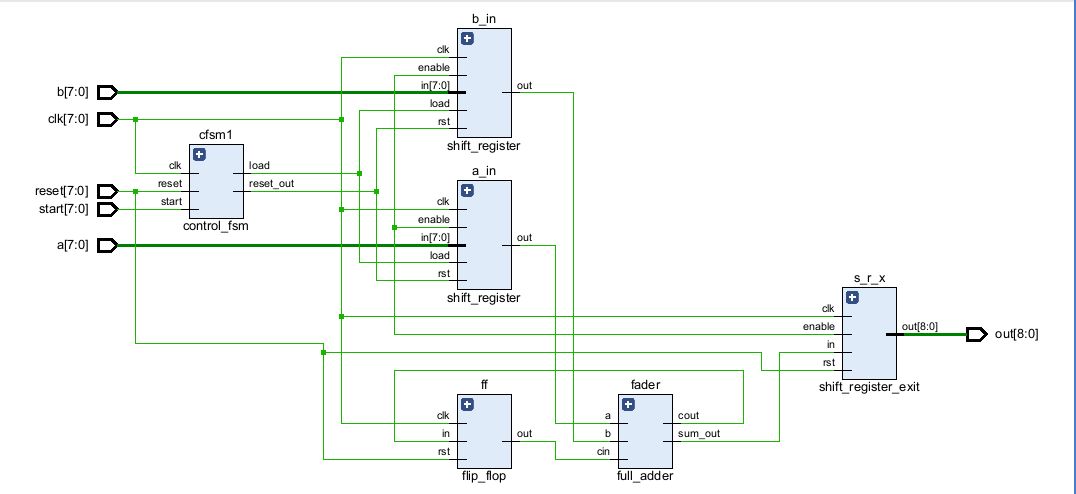 b_in
clk
enable
in[7:0]
load
rst
out
shift_register
b[7:0]
clk[7:0]
cfsm1
clk
reset
start
load
reset_out
control_fsm
reset[7:0]
start[7:0]
a[7:0]
a_in
clk
enable
in[7:0]
load
rst
out
shift_register
s_r_x
clk
enable
in
rst
out[8:0]
shift_register_exit
out[8:0]
ff
clk
in
rst
out
flip_flop
fader
a
b
cin
cout
sum_out
full_adder